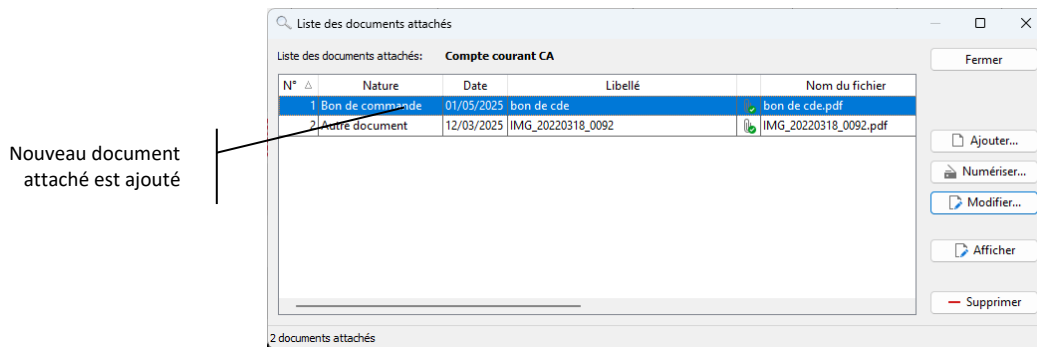 Liste des documents attachés
Liste des documents attachés: Compte courant CA
Fermer
N° Nature Date Libellé Nom du fichier
1 Bon de commande 01/05/2025 bon de cde bon de cde.pdf
2 Autre document 12/03/2025 IMG_20220318_0092 IMG_20220318_0092.pdf
Nouveau document
attaché est ajouté
Ajouter...
Numériser...
Modifier...
Afficher
Supprimer
2 documents attachés